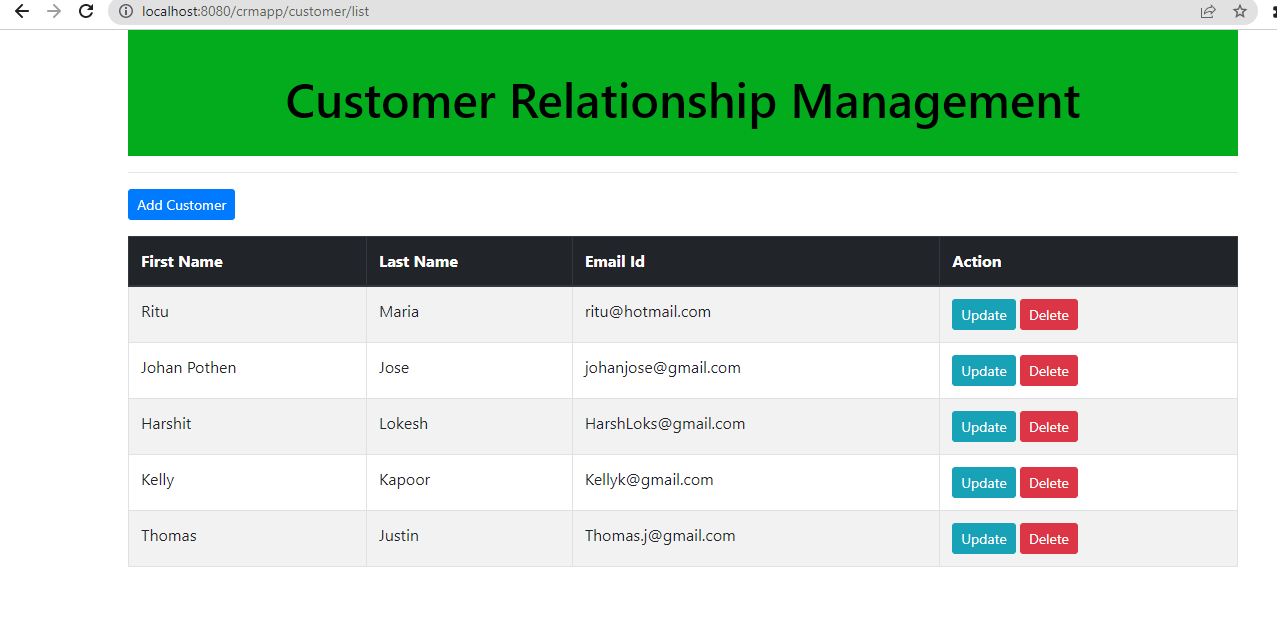 localhost:8080/crmapp/customer/list
Customer Relationship Management
Add Customer
First Name Last Name Email Id Action
Ritu Maria ritu@hotmail.com Update Delete
Johan Pothen Jose johanjose@gmail.com Update Delete
Harshit Lokesh HarshLoks@gmail.com Update Delete
Kelly Kapoor Kellyk@gmail.com Update Delete
Thomas Justin Thomas.j@gmail.com Update Delete